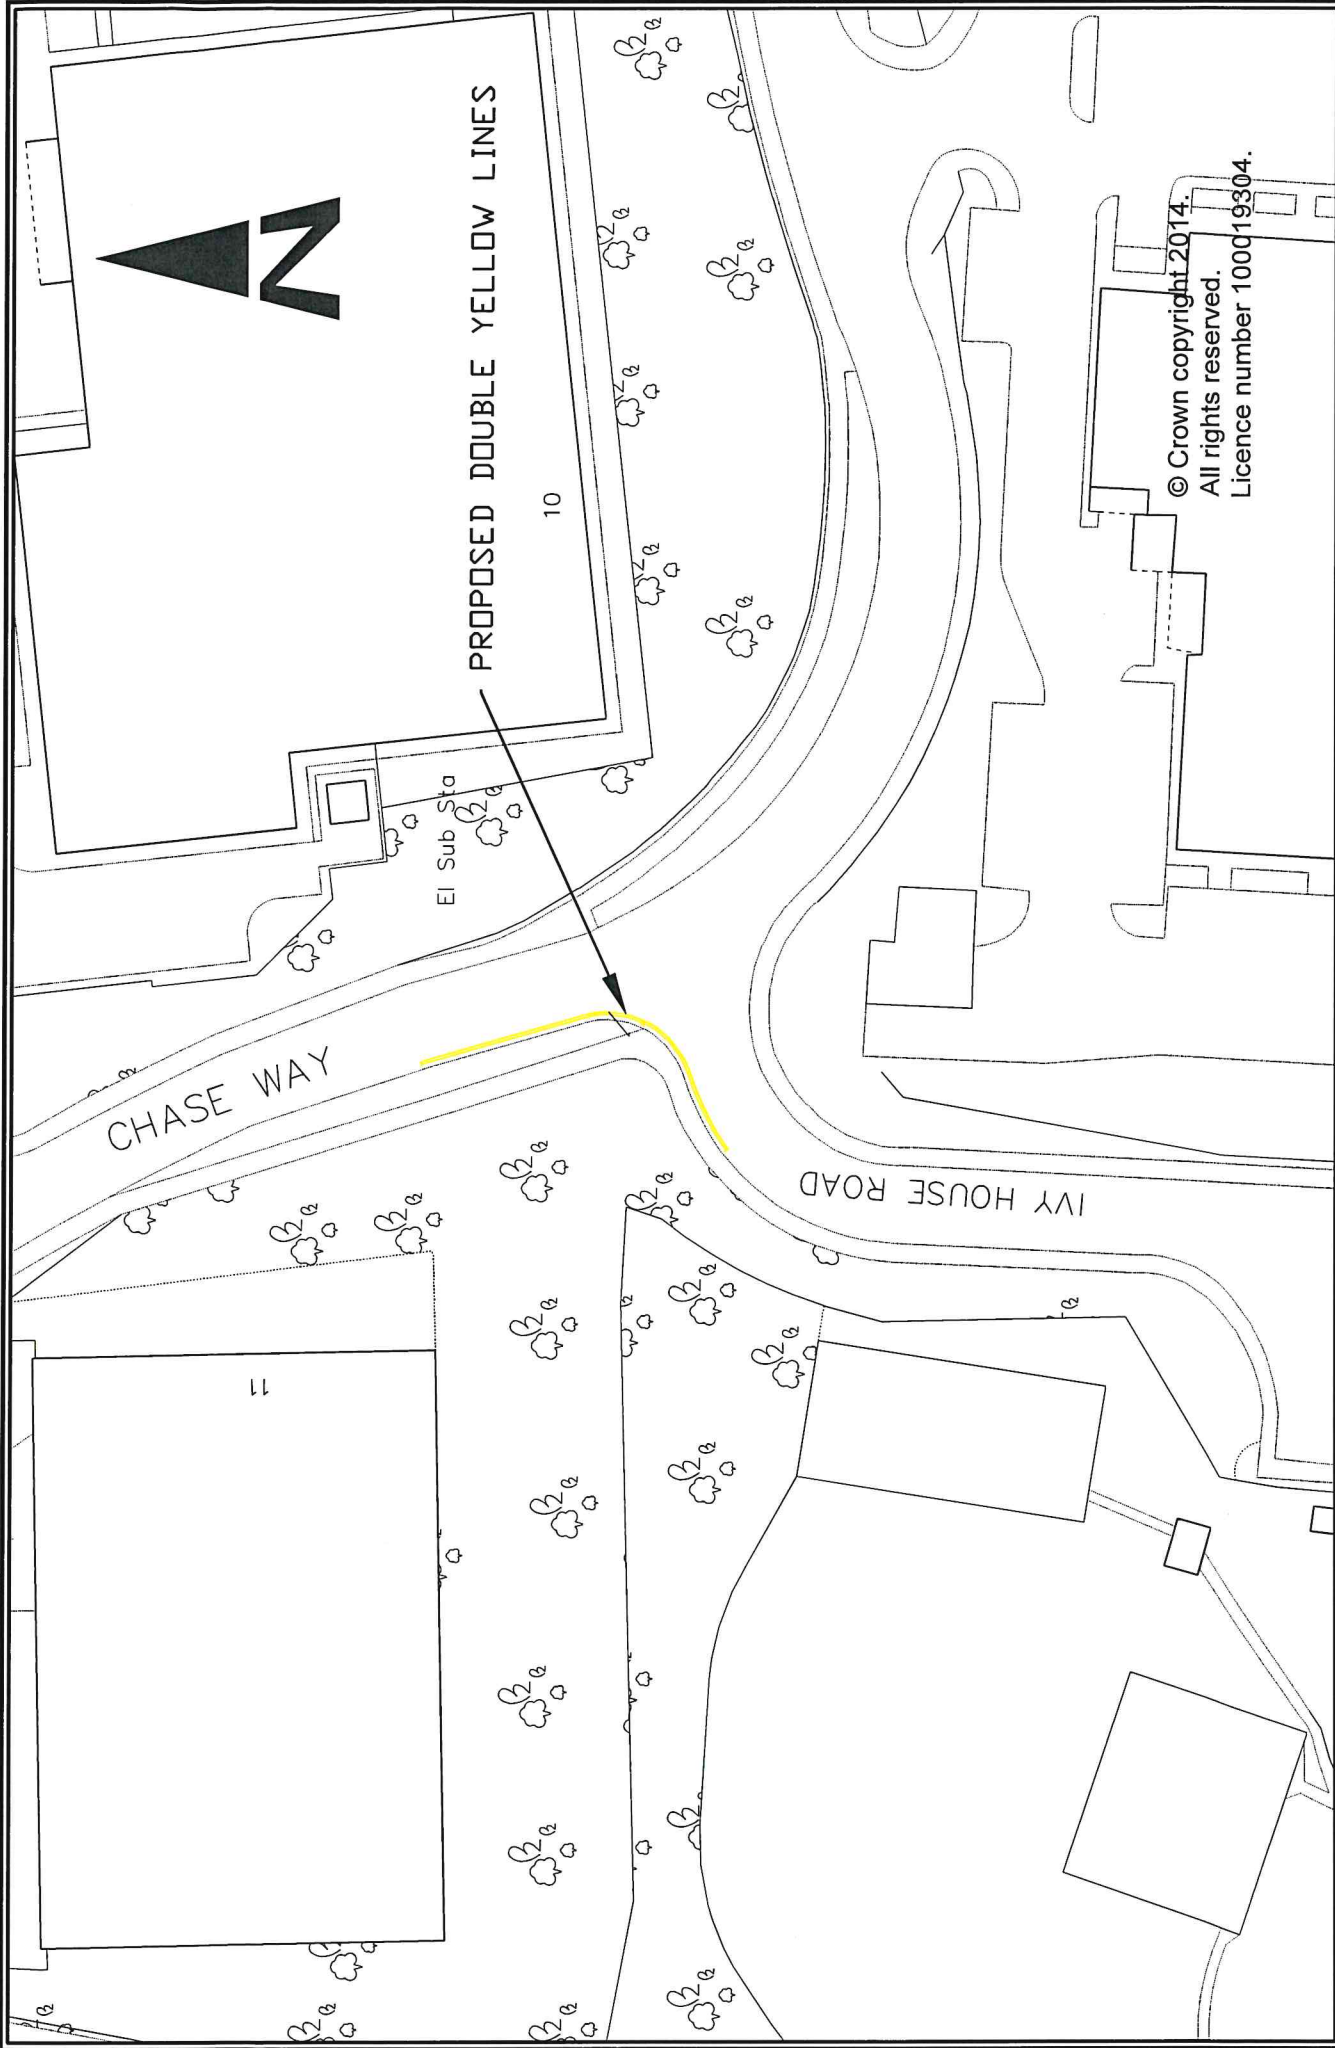 N
PROPOSED DOUBLE YELLOW LINES
10
El Sub Sta
CHASE WAY
IVY HOUSE ROAD
11
© Crown copyright 2014.
All rights reserved.
Licence number 100019304.